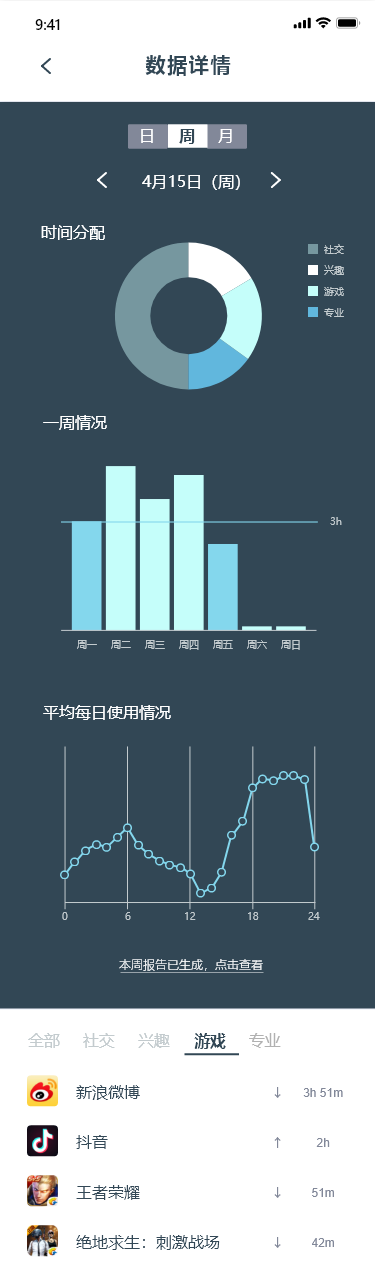 9:41
数据详情
日 周 月
4月15日（周）
时间分配
社交
兴趣
游戏
专业
一周情况
3h
周一 周二 周三 周四 周五 周六 周日
平均每日使用情况
0 6 12 18 24
本周报告已生成，点击查看
全部 社交 兴趣 游戏 专业
新浪微博 ↓ 3h 51m
抖音 ↑ 2h
王者荣耀 ↓ 51m
绝地求生：刺激战场 ↓ 42m